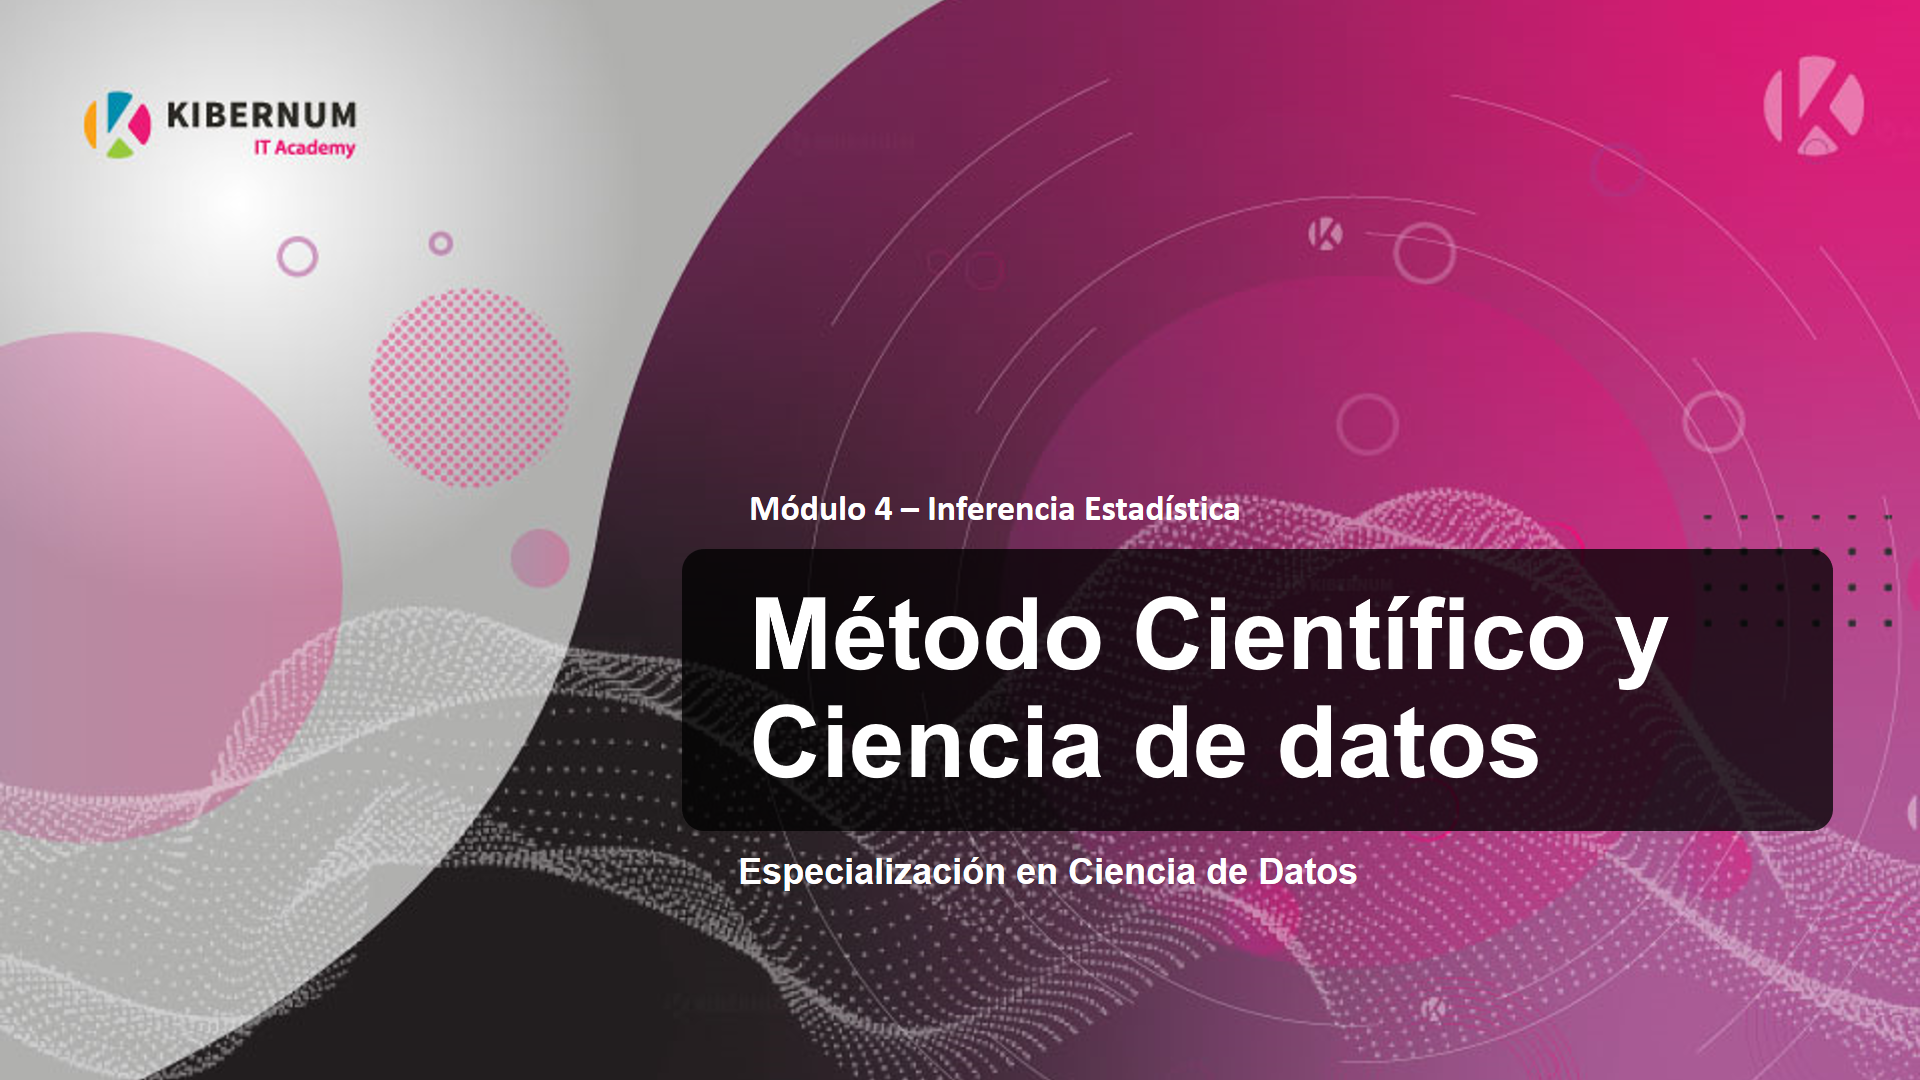 KIBERNUM
IT Academy
Módulo 4 – Inferencia Estadística
Método Científico y
Ciencia de datos
Especialización en Ciencia de Datos